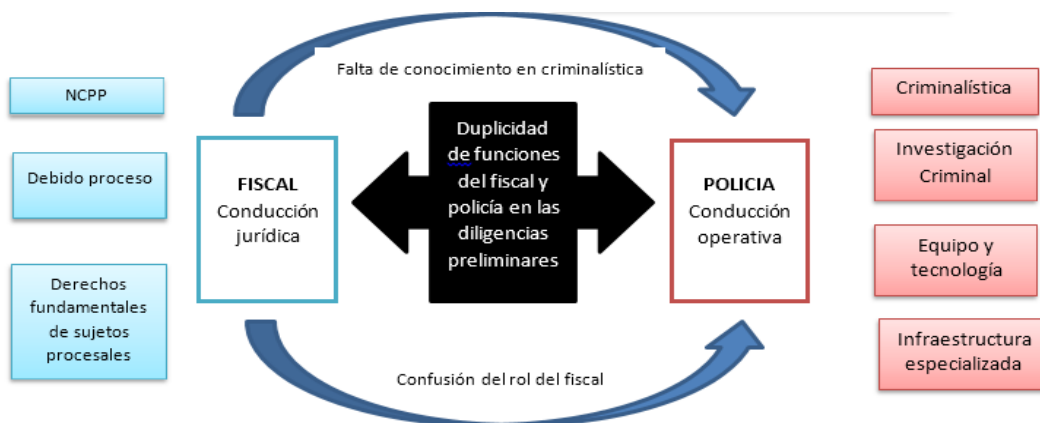 Falta de conocimiento en criminalística
NCPP
Debido proceso
Derechos
fundamentales
de sujetos
procesales
FISCAL
Conducción
jurídica
Duplicidad
de funciones
del fiscal y
policía en las
diligencias
preliminares
POLICIA
Conducción
operativa
Criminalística
Investigación
Criminal
Equipo y
tecnología
Infraestructura
especializada
Confusión del rol del fiscal